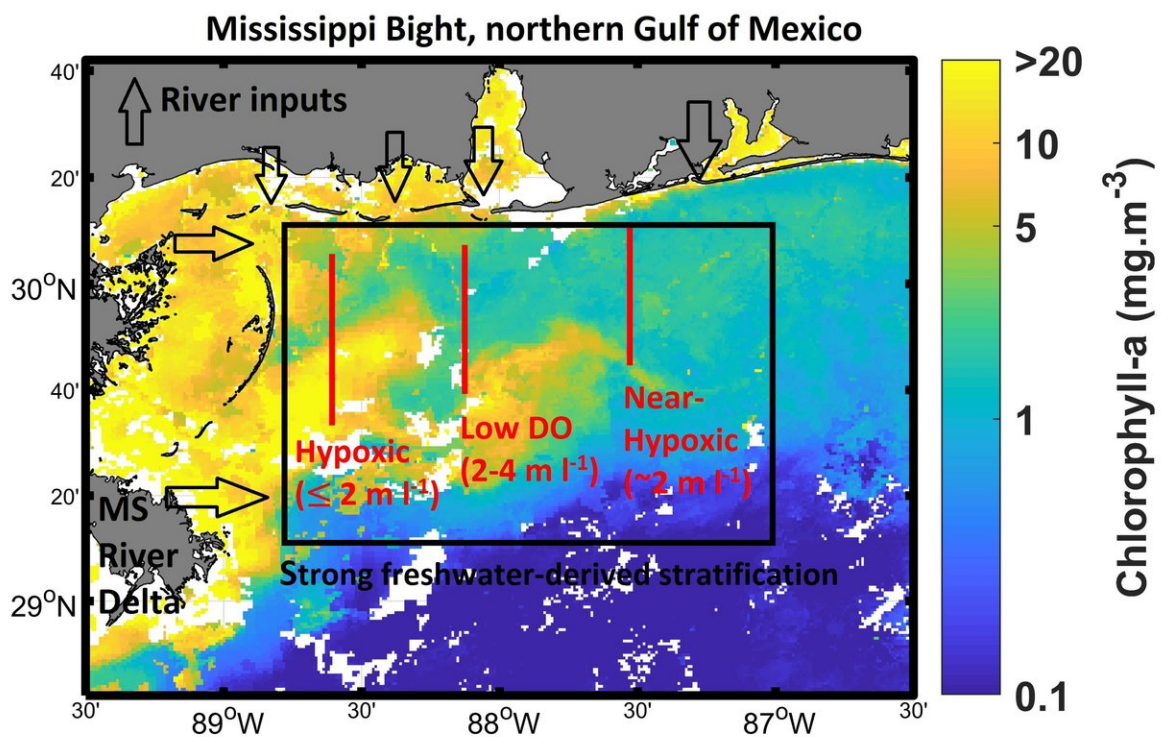 Mississippi Bight, northern Gulf of Mexico
40'
River inputs
20'
30°N
40'
20'
29°N
Hypoxic
(≤ 2 m l⁻¹)
Low DO
(2-4 m l⁻¹)
Near-
Hypoxic
(~2 m l⁻¹)
MS
River
Delta
Strong freshwater-derived stratification
30'
89°W
30'
88°W
30'
87°W
30'
>20
10
5
1
0.1
Chlorophyll-a (mg.m⁻³)